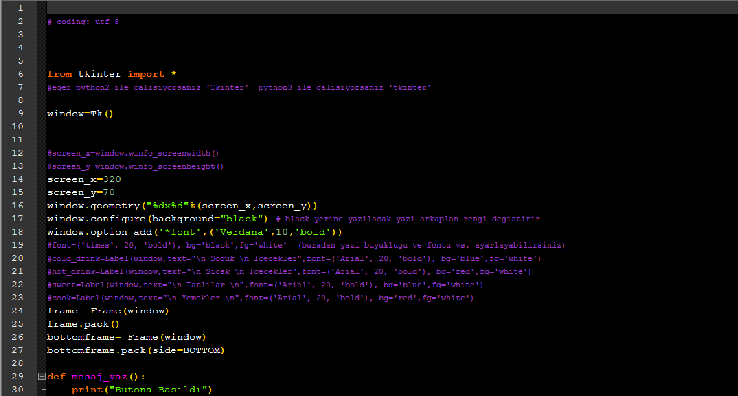 1
2 # coding: utf 8
3
4
5
6 from tkinter import *
7 #eger python2 ile calisiyorsaniz 'Tkinter' python3 ile calisiyorsaniz 'tkinter'
8
9 window=Tk()
10
11
12 #screen_x=window.winfo_screenwidth()
13 #screen_y=window.winfo_screenheight()
14 screen_x=320
15 screen_y=70
16 window.geometry("%dx%d"%(screen_x,screen_y))
17 window.configure(background="black") # black yerine yazilacak yazi arkaplan rengi degistirir
18 window.option_add('*font',('Verdana',10,'bold'))
19 #font=('times', 20, 'bold'), bg='black',fg='white' (buradan yazi buyuklugu ve fontu vs. ayarlayabilirsiniz)
20 #cold_drink=Label(window,text="\n Soguk \n Icecekler",font=('Arial', 20, 'bold'), bg='blue',fg='white')
21 #hot_drink=Label(window,text="\n Sicak \n Icecekler",font=('Arial', 20, 'bold'), bg='red',fg='white')
22 #sweet=Label(window,text="\n Tatlilar \n",font=('Arial', 20, 'bold'), bg='blue',fg='white')
23 #cook=Label(window,text="\n Yemekler \n",font=('Arial', 20, 'bold'), bg='red',fg='white')
24 frame= Frame(window)
25 frame.pack()
26 bottomframe= Frame(window)
27 bottomframe.pack(side=BOTTOM)
28
29 def mesaj_yaz():
30 print("Butona Basildi")